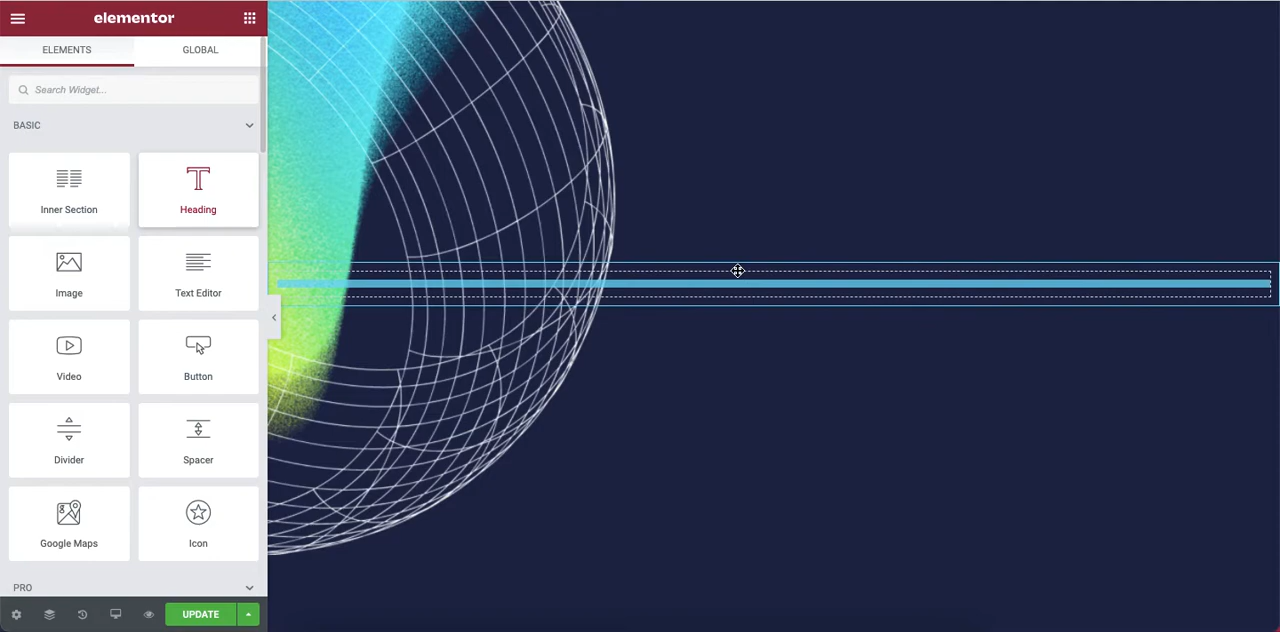 elementor
ELEMENTS GLOBAL
Search Widget...
BASIC
Inner Section Heading
Image Text Editor
Video Button
Divider Spacer
Google Maps Icon
PRO
UPDATE